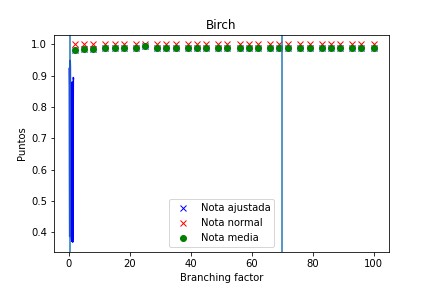 Birch
1.0
0.9
0.8
0.7
0.6
0.5
0.4
Puntos
Nota ajustada
Nota normal
Nota media
0 20 40 60 80 100
Branching factor